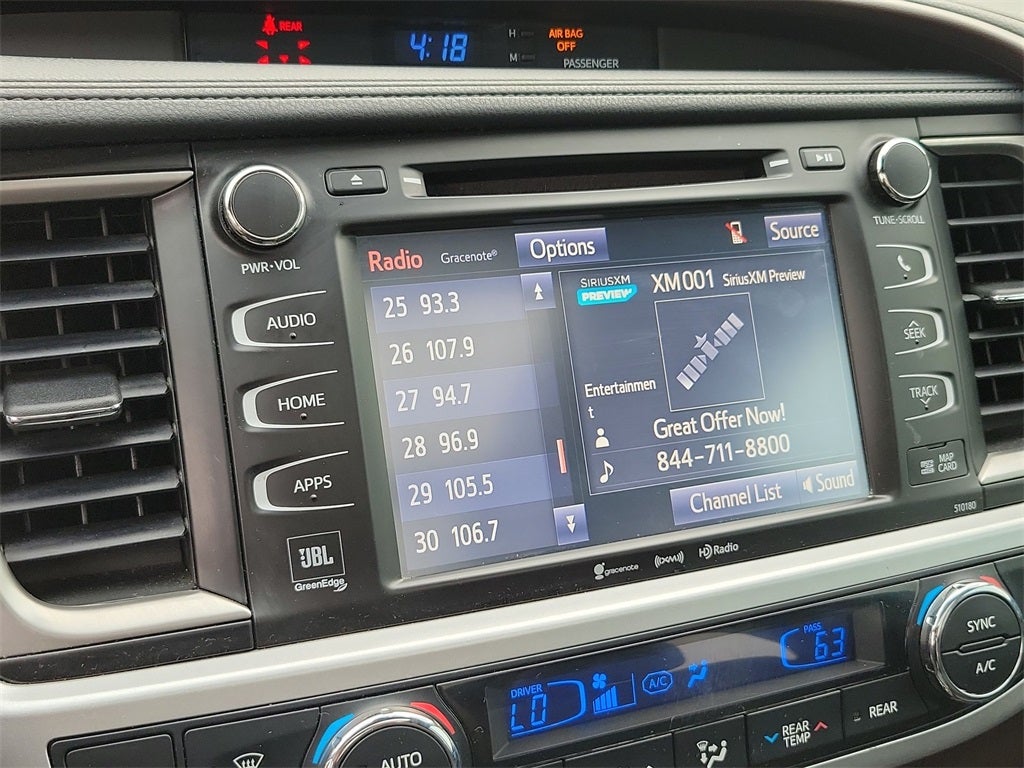 REAR
4:18
H
M
AIR BAG
OFF
PASSENGER
PWR•VOL
TUNE•SCROLL
AUDIO
HOME
APPS
JBL
GreenEdge
Radio Gracenote®
Options
Source
25 93.3
26 107.9
27 94.7
28 96.9
29 105.5
30 106.7
SIRIUSXM
PREVIEW
XM001 SiriusXM Preview
Entertainmen
t
Great Offer Now!
844-711-8800
Channel List
Sound
SEEK
TRACK
MAP
CARD
510180
gracenote
((XM))
HD Radio
DRIVER
LO
A/C
PASS
63
SYNC
A/C
AUTO
REAR
TEMP
REAR